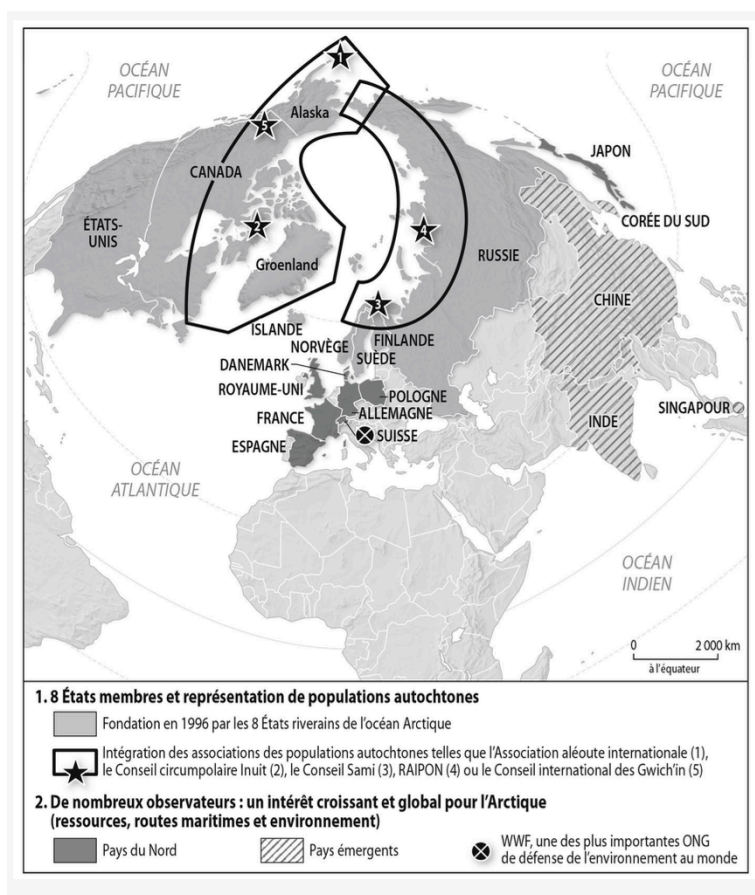 OCÉAN
PACIFIQUE
1
OCÉAN
PACIFIQUE
Alaska
5
CANADA
JAPON
ÉTATS-
UNIS
2
4
CORÉE DU SUD
Groenland
RUSSIE
CHINE
3
ISLANDE
NORVÈGE
FINLANDE
SUÈDE
DANEMARK
ROYAUME-UNI
POLOGNE
ALLEMAGNE
FRANCE
SUISSE
ESPAGNE
INDE
SINGAPOUR
OCÉAN
ATLANTIQUE
OCÉAN
INDIEN
0 2 000 km
à l'équateur
1. 8 États membres et représentation de populations autochtones
Fondation en 1996 par les 8 États riverains de l'océan Arctique
Intégration des associations des populations autochtones telles que l'Association aléoute internationale (1),
le Conseil circumpolaire Inuit (2), le Conseil Sami (3), RAIPON (4) ou le Conseil international des Gwich'in (5)
2. De nombreux observateurs : un intérêt croissant et global pour l'Arctique
(ressources, routes maritimes et environnement)
Pays du Nord
Pays émergents
WWF, une des plus importantes ONG
de défense de l'environnement au monde